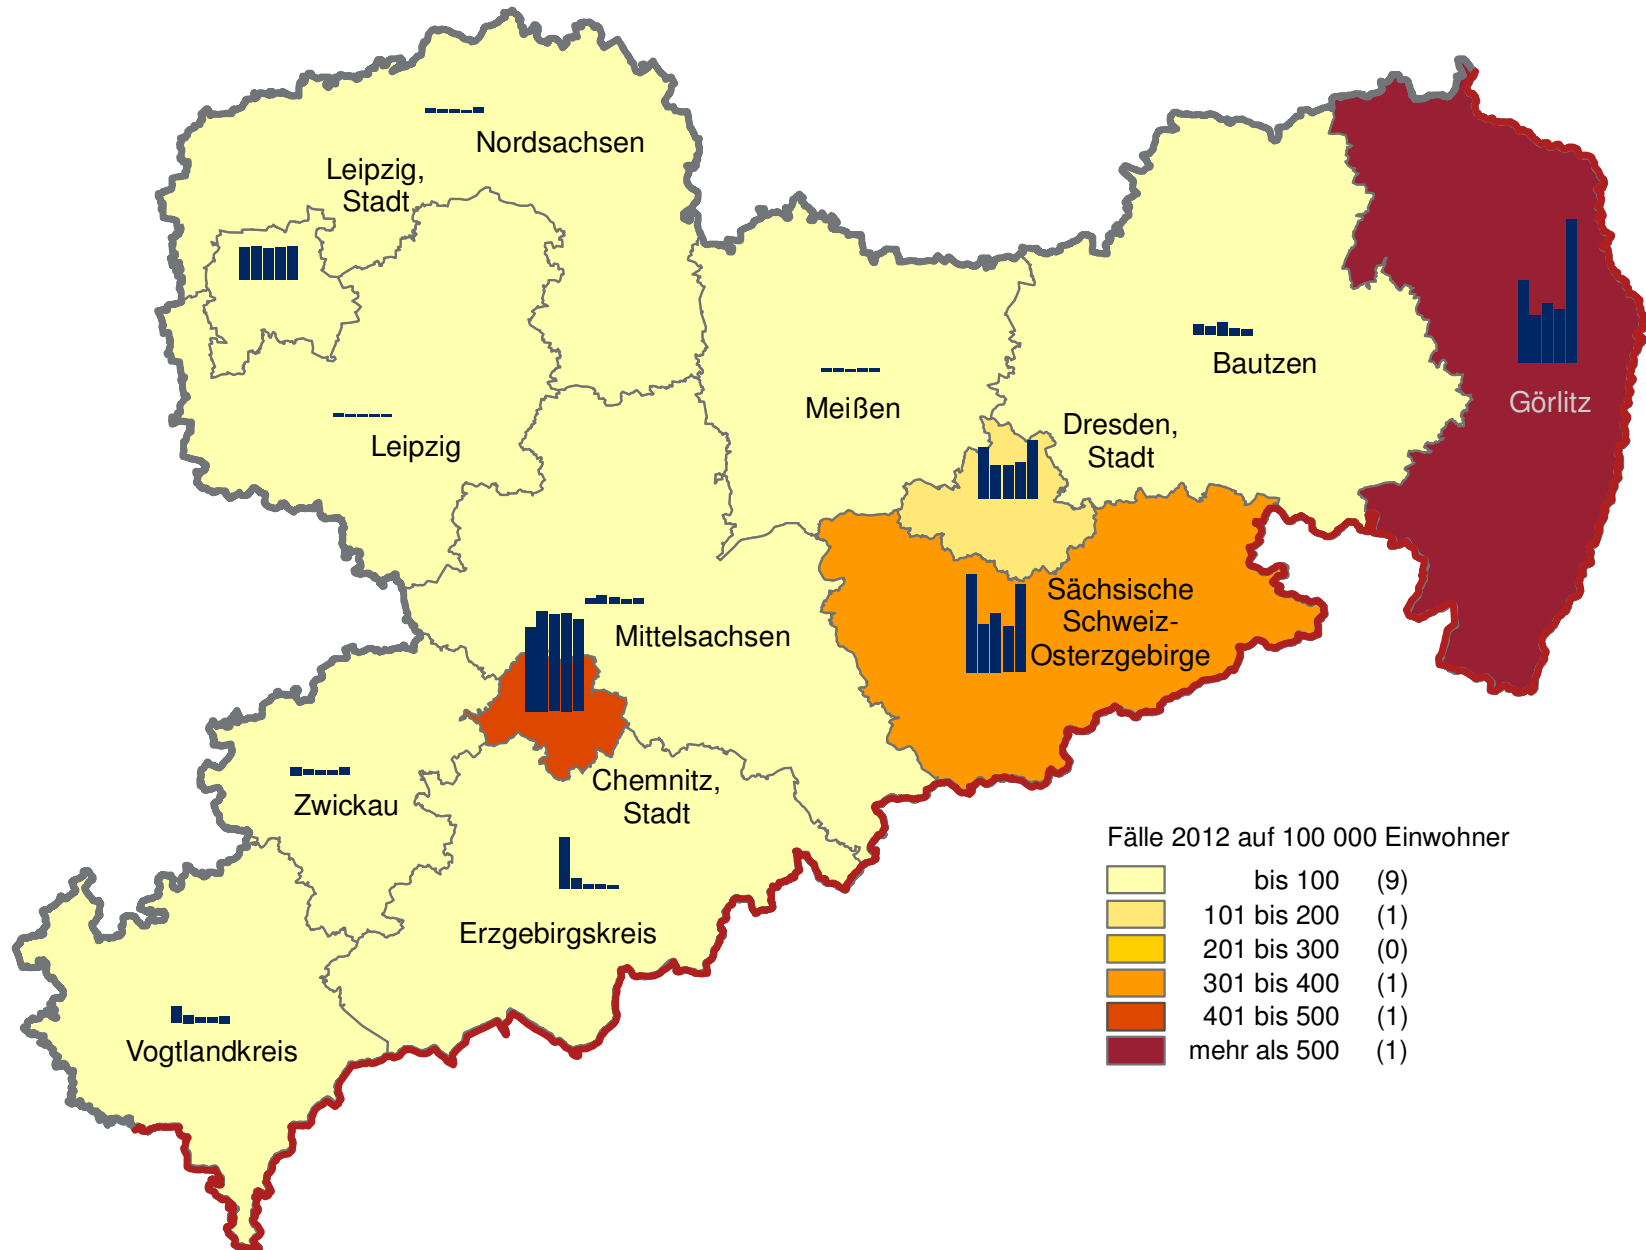 Nordsachsen
Leipzig,
Stadt
Bautzen
Görlitz
Meißen
Dresden,
Stadt
Leipzig
Sächsische
Schweiz-
Osterzgebirge
Mittelsachsen
Chemnitz,
Stadt
Zwickau
Erzgebirgskreis
Vogtlandkreis
Fälle 2012 auf 100 000 Einwohner
bis 100 (9)
101 bis 200 (1)
201 bis 300 (0)
301 bis 400 (1)
401 bis 500 (1)
mehr als 500 (1)